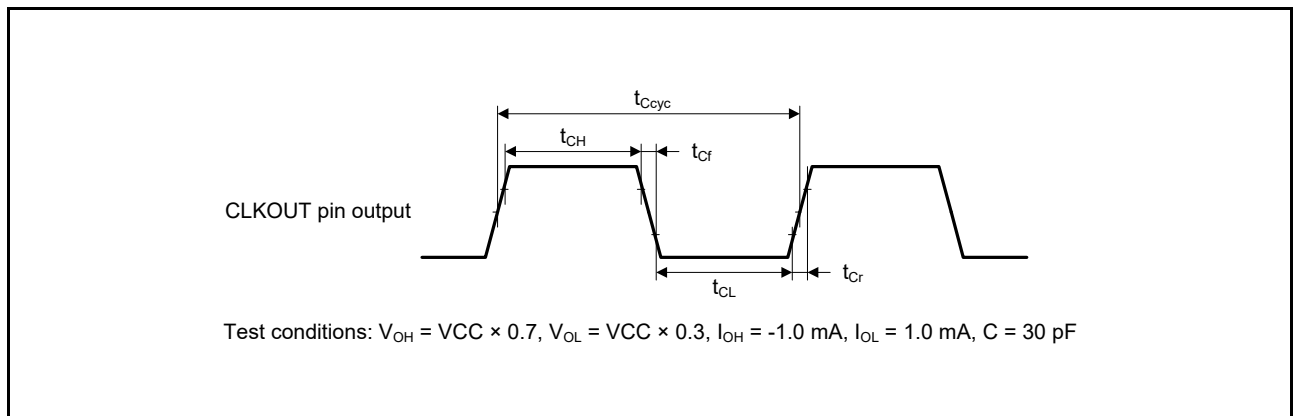 tCcyc
tCH
tCf
CLKOUT pin output
tCL
tCr
Test conditions: VOH = VCC × 0.7, VOL = VCC × 0.3, IOH = -1.0 mA, IOL = 1.0 mA, C = 30 pF